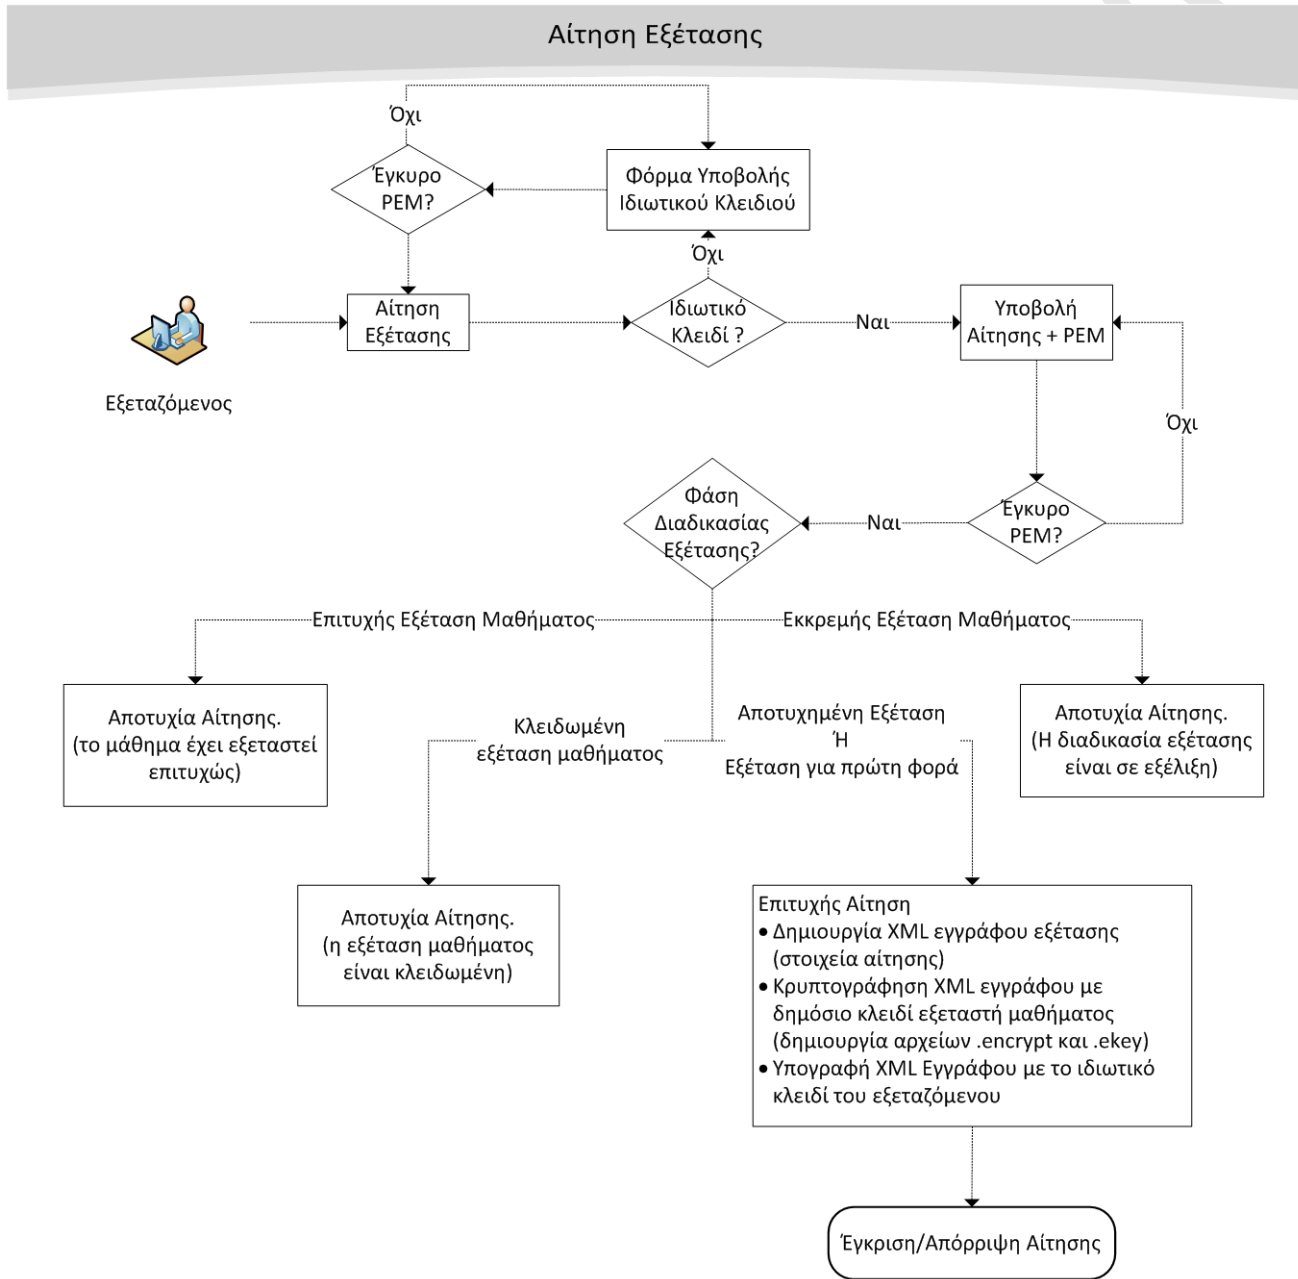 Αίτηση Εξέτασης
Όχι
Έγκυρο
PEM?
Φόρμα Υποβολής
Ιδιωτικού Κλειδιού
Όχι
Αίτηση
Εξέτασης
Ιδιωτικό
Κλειδί ?
Ναι
Υποβολή
Αίτησης + PEM
Εξεταζόμενος
Όχι
Φάση
Διαδικασίας
Εξέτασης?
Ναι
Έγκυρο
PEM?
Επιτυχής Εξέταση Μαθήματος
Εκκρεμής Εξέταση Μαθήματος
Αποτυχία Αίτησης.
(το μάθημα έχει εξεταστεί
επιτυχώς)
Κλειδωμένη
εξέταση μαθήματος
Αποτυχημένη Εξέταση
Ή
Εξέταση για πρώτη φορά
Αποτυχία Αίτησης.
(Η διαδικασία εξέτασης
είναι σε εξέλιξη)
Αποτυχία Αίτησης.
(η εξέταση μαθήματος
είναι κλειδωμένη)
Επιτυχής Αίτηση
• Δημιουργία XML εγγράφου εξέτασης
(στοιχεία αίτησης)
• Κρυπτογράφηση XML εγγράφου με
δημόσιο κλειδί εξεταστή μαθήματος
(δημιουργία αρχείων .encrypt και .ekey)
• Υπογραφή XML Εγγράφου με το ιδιωτικό
κλειδί του εξεταζόμενου
Έγκριση/Απόρριψη Αίτησης